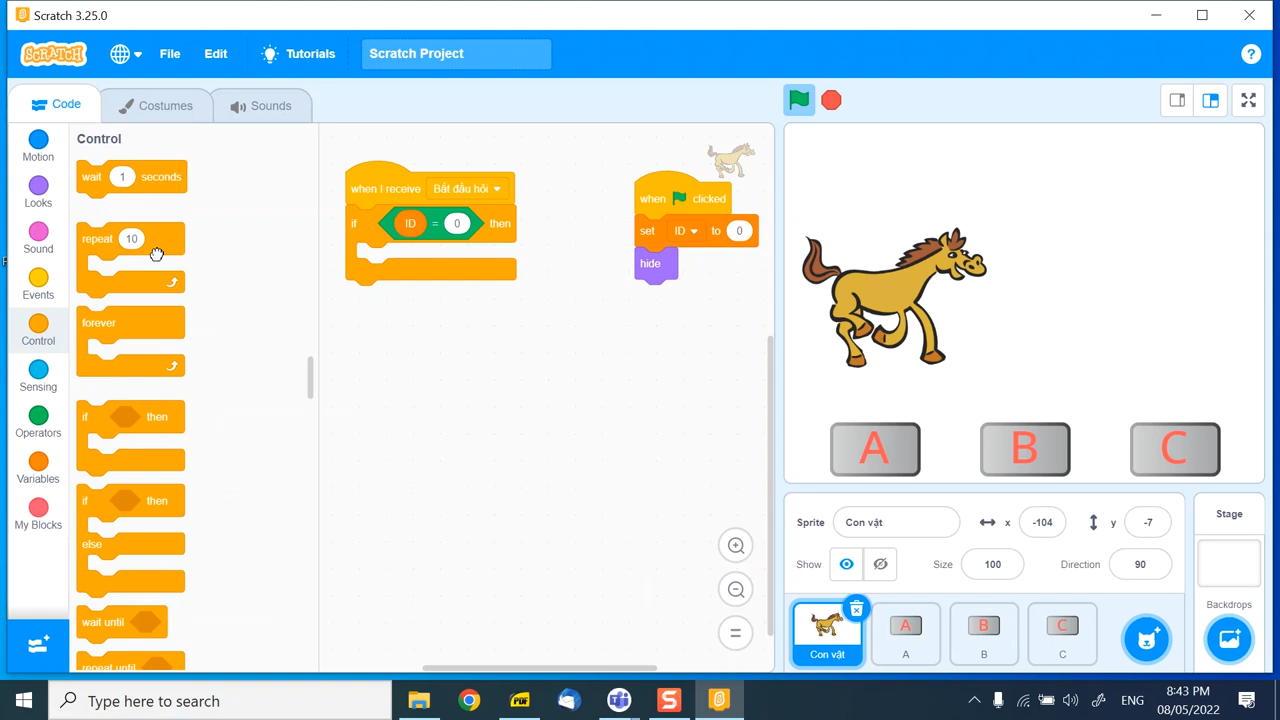 Scratch 3.25.0
SCRATCH File Edit Tutorials Scratch Project ?
Code Costumes Sounds
Motion
Looks
Sound
Events
Control
Sensing
Operators
Variables
My Blocks
Control
wait 1 seconds
repeat 10
forever
if then
if then
else
wait until
repeat until
when I receive Bắt đầu hỏi
if ID = 0 then
when clicked
set ID to 0
hide
A B C
Sprite Con vật x -104 y -7
Show Size 100 Direction 90
Con vật
A
A
B
B
C
C
Stage
Backdrops
Type here to search
PDF
S
ENG
8:43 PM
08/05/2022